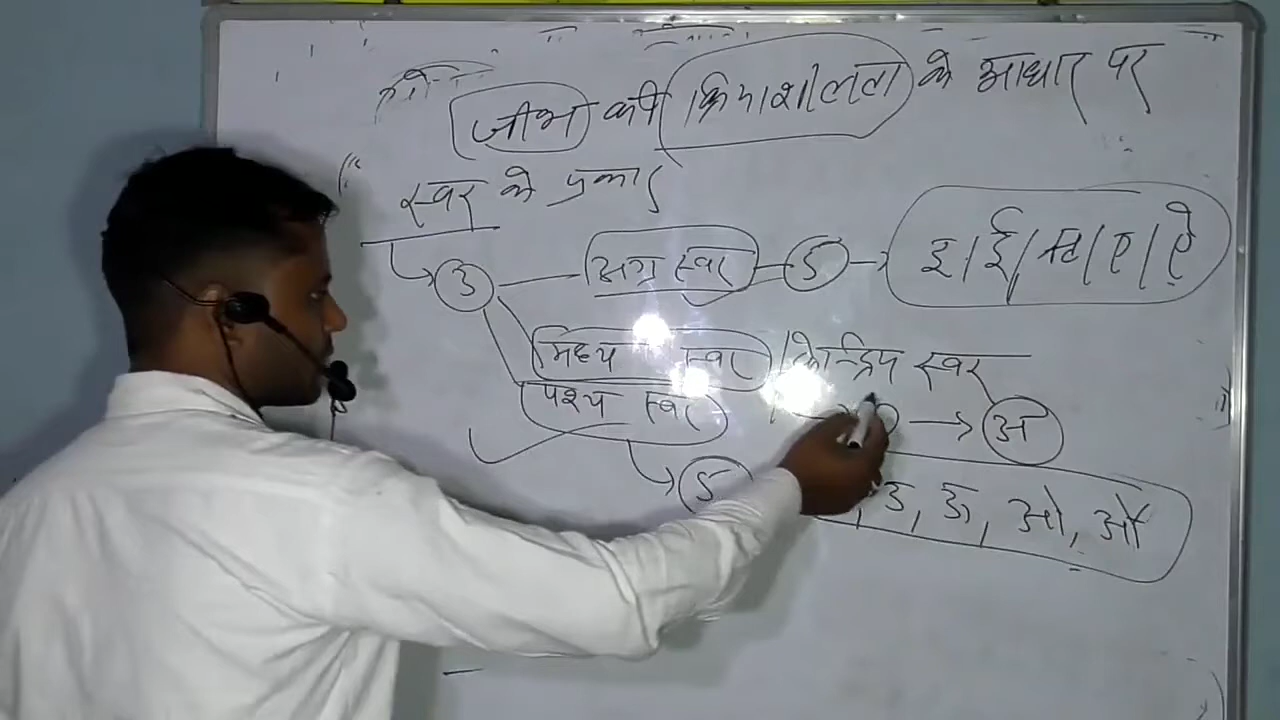 जीभ की क्रियाशीलता के आधार पर
स्वर के प्रकार
3 — अग्र स्वर — 5 → इ / ई / ऋ / ए / ऐ
मध्य स्वर / केन्द्रिय स्वर
→ अ
पश्य स्वर
5 , उ, ऊ, ओ, औ